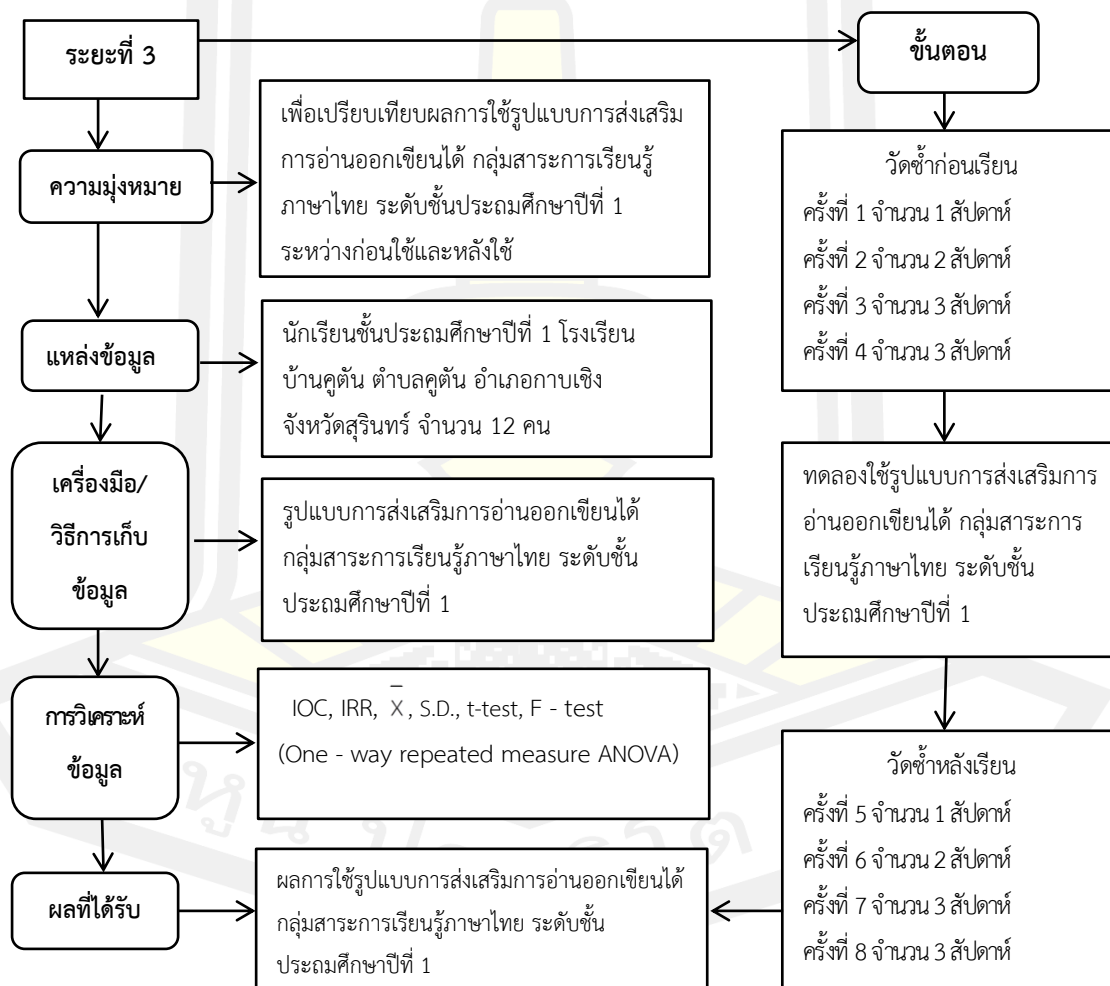 ระยะที่ 3
ขั้นตอน
ความมุ่งหมาย
เพื่อเปรียบเทียบผลการใช้รูปแบบการส่งเสริม
การอ่านออกเขียนได้ กลุ่มสาระการเรียนรู้
ภาษาไทย ระดับชั้นประถมศึกษาปีที่ 1
ระหว่างก่อนใช้และหลังใช้
แหล่งข้อมูล
นักเรียนชั้นประถมศึกษาปีที่ 1 โรงเรียน
บ้านคูตัน ตำบลคูตัน อำเภอกาบเชิง
จังหวัดสุรินทร์ จำนวน 12 คน
เครื่องมือ/
วิธีการเก็บ
ข้อมูล
รูปแบบการส่งเสริมการอ่านออกเขียนได้
กลุ่มสาระการเรียนรู้ภาษาไทย ระดับชั้น
ประถมศึกษาปีที่ 1
การวิเคราะห์
ข้อมูล
IOC, IRR, X̄, S.D., t-test, F - test
(One - way repeated measure ANOVA)
ผลที่ได้รับ
ผลการใช้รูปแบบการส่งเสริมการอ่านออกเขียนได้
กลุ่มสาระการเรียนรู้ภาษาไทย ระดับชั้น
ประถมศึกษาปีที่ 1
วัดซ้ำก่อนเรียน
ครั้งที่ 1 จำนวน 1 สัปดาห์
ครั้งที่ 2 จำนวน 2 สัปดาห์
ครั้งที่ 3 จำนวน 3 สัปดาห์
ครั้งที่ 4 จำนวน 3 สัปดาห์
ทดลองใช้รูปแบบการส่งเสริมการ
อ่านออกเขียนได้ กลุ่มสาระการ
เรียนรู้ภาษาไทย ระดับชั้น
ประถมศึกษาปีที่ 1
วัดซ้ำหลังเรียน
ครั้งที่ 5 จำนวน 1 สัปดาห์
ครั้งที่ 6 จำนวน 2 สัปดาห์
ครั้งที่ 7 จำนวน 3 สัปดาห์
ครั้งที่ 8 จำนวน 3 สัปดาห์